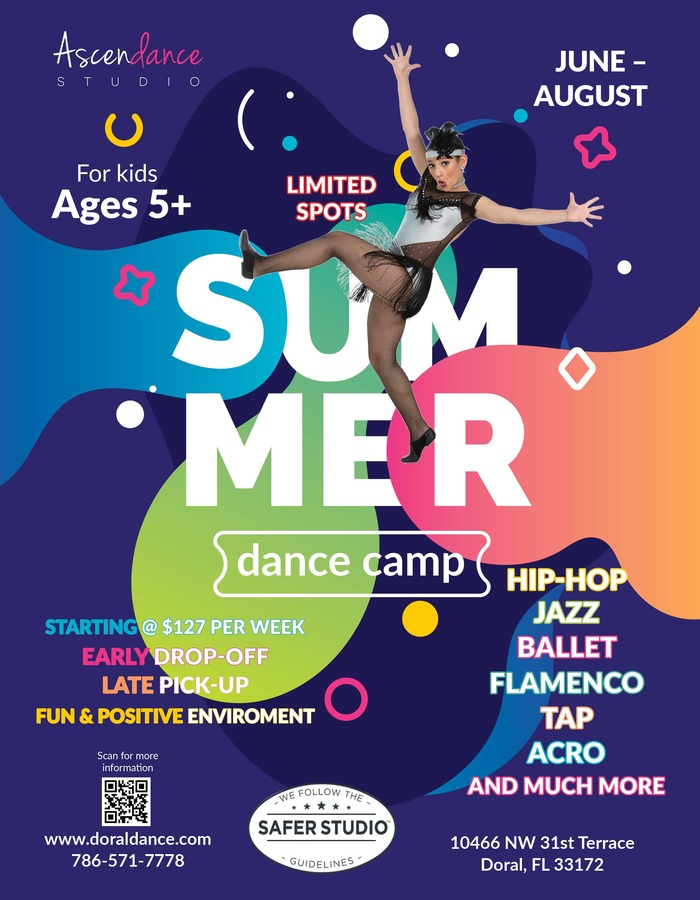 Ascendance
STUDIO
JUNE –
AUGUST
For kids
Ages 5+
LIMITED
SPOTS
SUM
MER
dance camp
STARTING @ $127 PER WEEK
EARLY DROP-OFF
LATE PICK-UP
FUN & POSITIVE ENVIROMENT
HIP-HOP
JAZZ
BALLET
FLAMENCO
TAP
ACRO
AND MUCH MORE
Scan for more
information
www.doraldance.com
786-571-7778
- WE FOLLOW THE -
SAFER STUDIO
- GUIDELINES -
10466 NW 31st Terrace
Doral, FL 33172